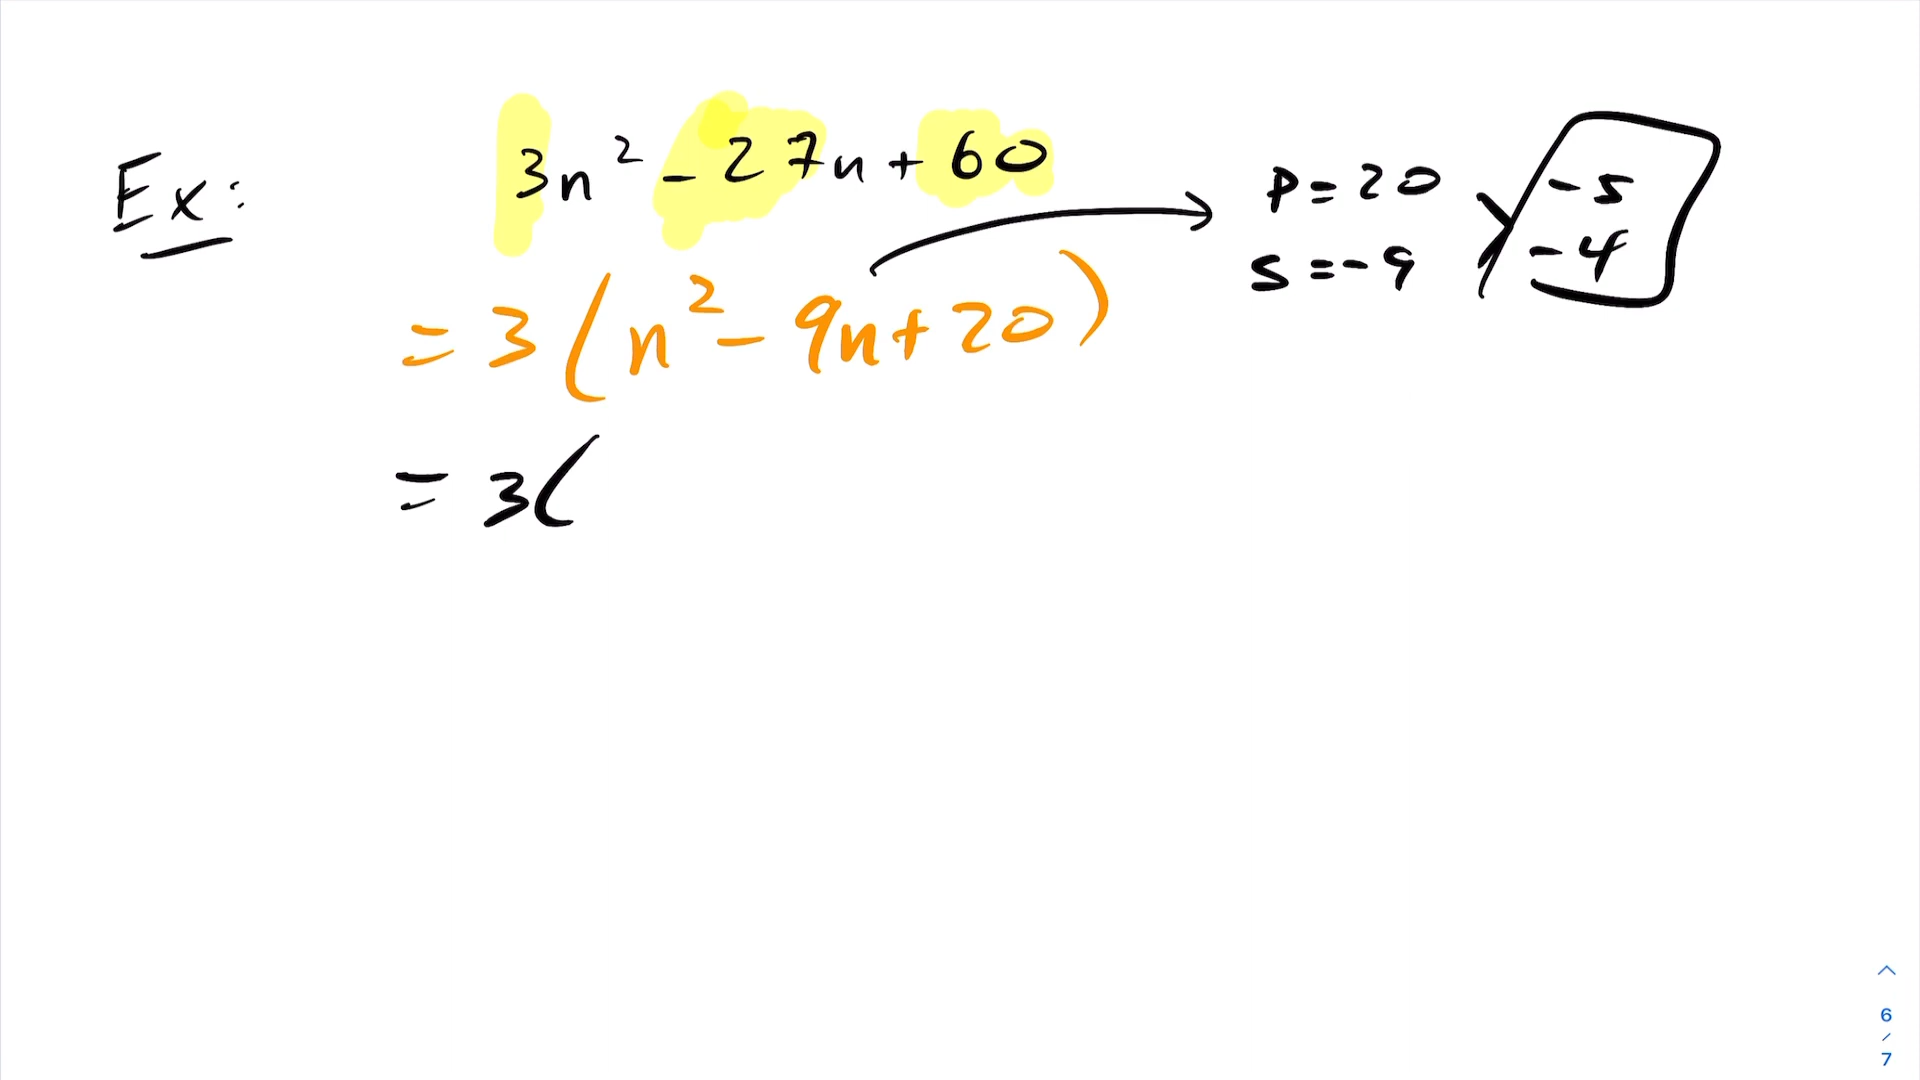 Ex:
3n² - 27n + 60
= 3(n² - 9n + 20)
= 3(
P = 20
S = -9
-5
-4
6
/
7